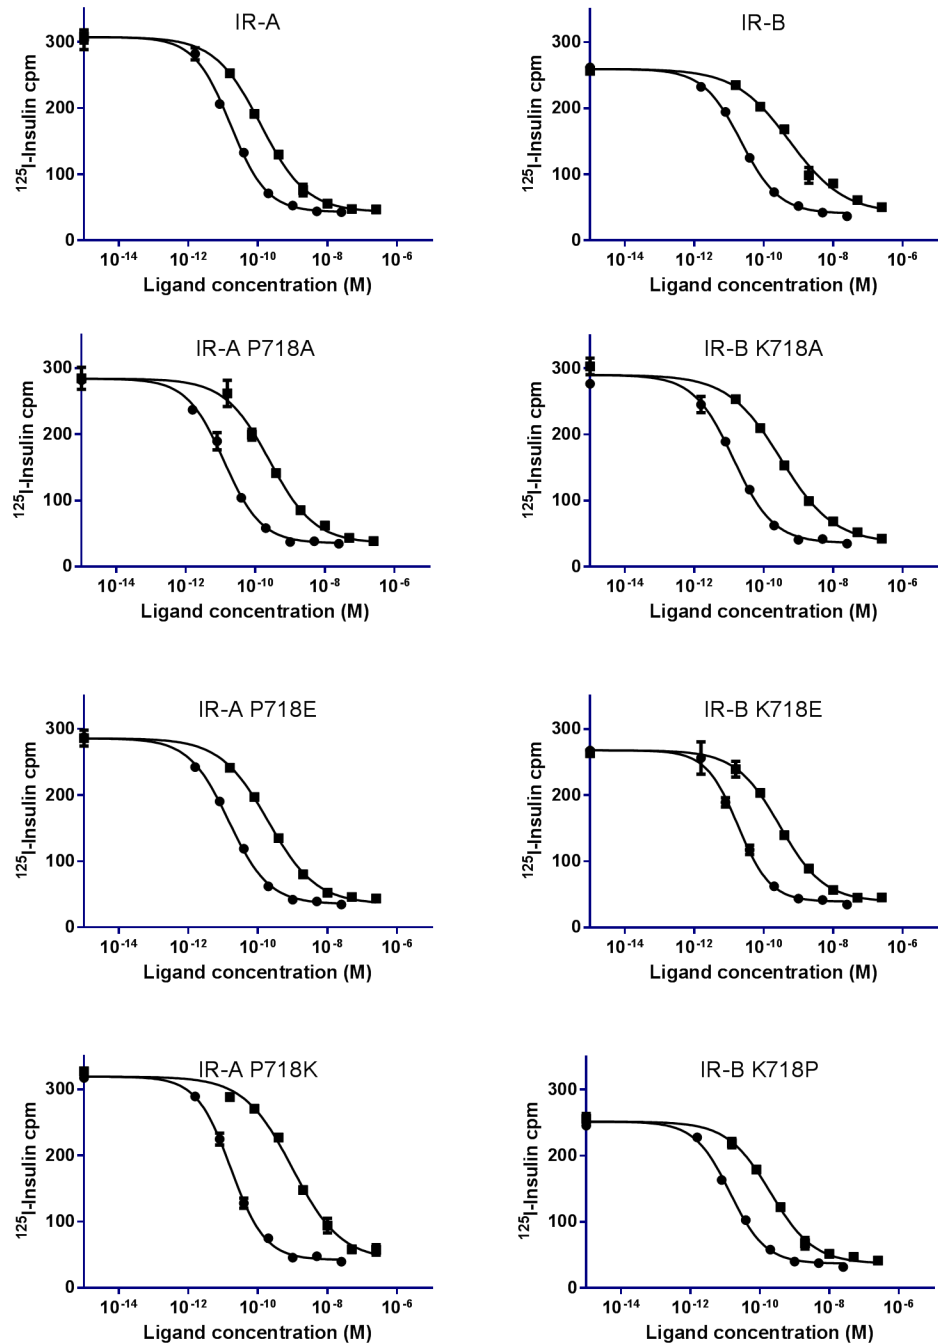 IR-A
300
200
100
0
¹²⁵I-Insulin cpm
10⁻¹⁴ 10⁻¹² 10⁻¹⁰ 10⁻⁸ 10⁻⁶
Ligand concentration (M)
IR-B
300
200
100
0
¹²⁵I-Insulin cpm
10⁻¹⁴ 10⁻¹² 10⁻¹⁰ 10⁻⁸ 10⁻⁶
Ligand concentration (M)
IR-A P718A
300
200
100
0
¹²⁵I-Insulin cpm
10⁻¹⁴ 10⁻¹² 10⁻¹⁰ 10⁻⁸ 10⁻⁶
Ligand concentration (M)
IR-B K718A
300
200
100
0
¹²⁵I-Insulin cpm
10⁻¹⁴ 10⁻¹² 10⁻¹⁰ 10⁻⁸ 10⁻⁶
Ligand concentration (M)
IR-A P718E
300
200
100
0
¹²⁵I-Insulin cpm
10⁻¹⁴ 10⁻¹² 10⁻¹⁰ 10⁻⁸ 10⁻⁶
Ligand concentration (M)
IR-B K718E
300
200
100
0
¹²⁵I-Insulin cpm
10⁻¹⁴ 10⁻¹² 10⁻¹⁰ 10⁻⁸ 10⁻⁶
Ligand concentration (M)
IR-A P718K
300
200
100
0
¹²⁵I-Insulin cpm
10⁻¹⁴ 10⁻¹² 10⁻¹⁰ 10⁻⁸ 10⁻⁶
Ligand concentration (M)
IR-B K718P
300
200
100
0
¹²⁵I-Insulin cpm
10⁻¹⁴ 10⁻¹² 10⁻¹⁰ 10⁻⁸ 10⁻⁶
Ligand concentration (M)